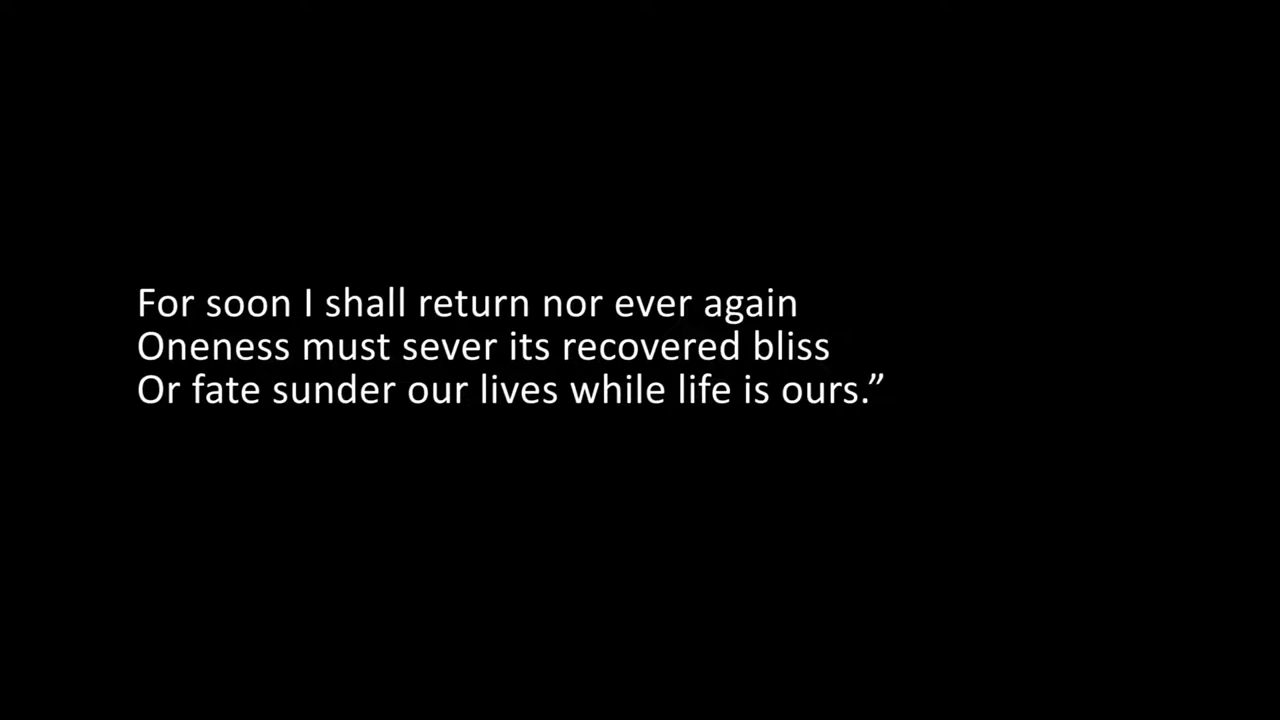 For soon I shall return nor ever again
Oneness must sever its recovered bliss
Or fate sunder our lives while life is ours.”